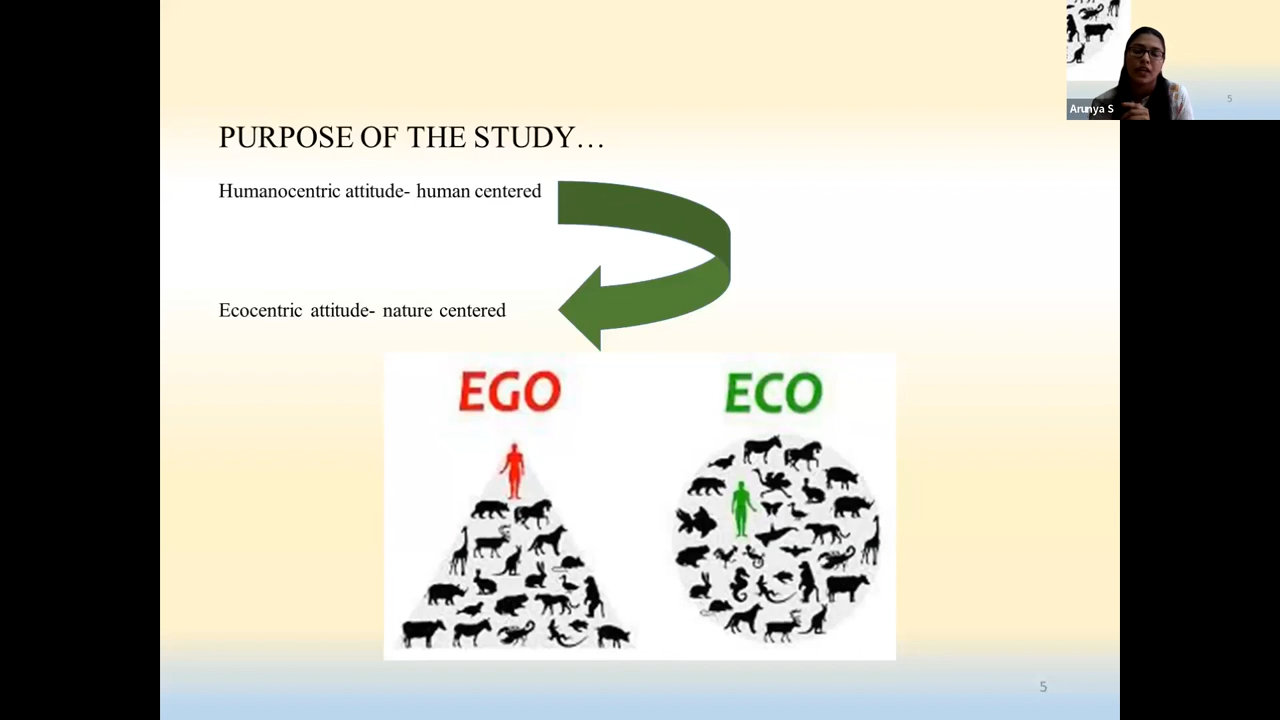 PURPOSE OF THE STUDY…
Humanocentric attitude- human centered
Ecocentric attitude- nature centered
EGO
ECO
5
Arunya S
5